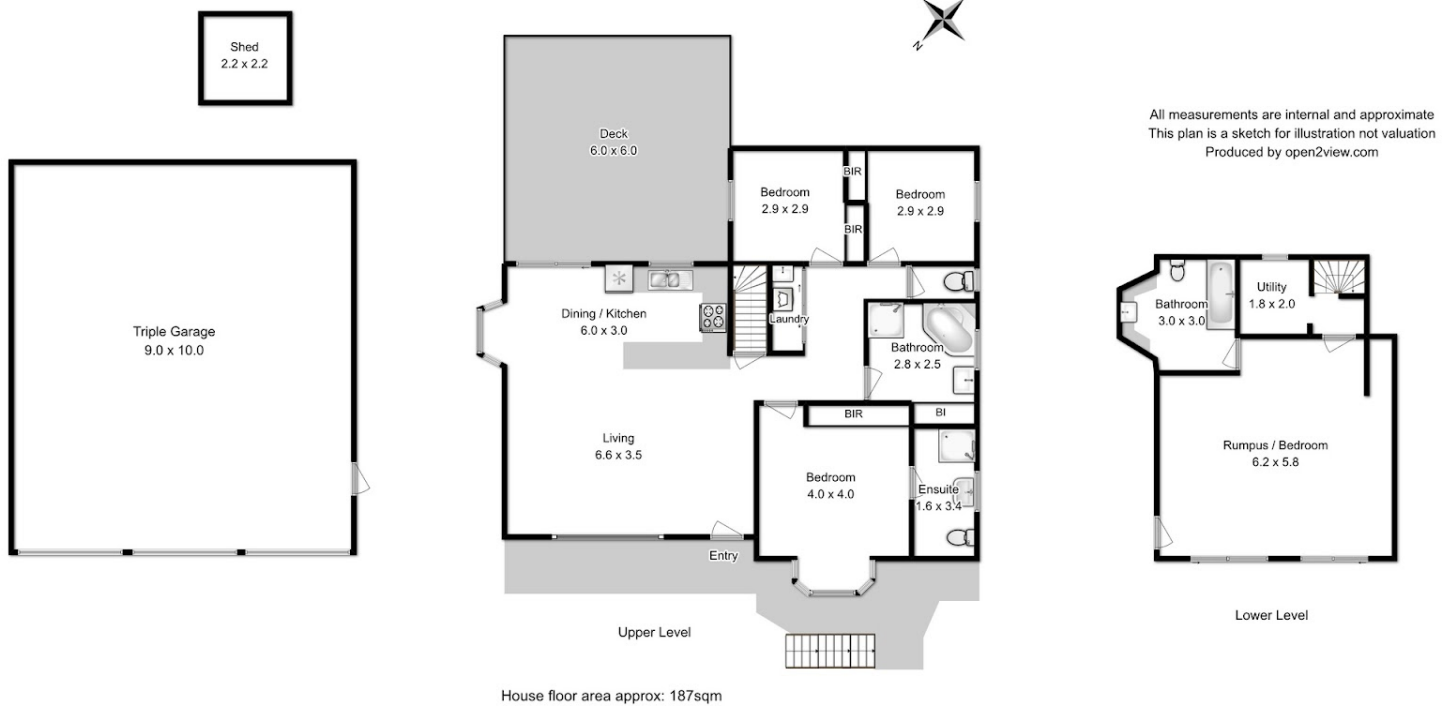 Shed
2.2 x 2.2
Triple Garage
9.0 x 10.0
N
Deck
6.0 x 6.0
Bedroom
2.9 x 2.9
BIR
BIR
Bedroom
2.9 x 2.9
Dining / Kitchen
6.0 x 3.0
Laundry
Bathroom
2.8 x 2.5
BIR
BI
Living
6.6 x 3.5
Bedroom
4.0 x 4.0
Ensuite
1.6 x 3.4
Entry
Upper Level
House floor area approx: 187sqm
All measurements are internal and approximate
This plan is a sketch for illustration not valuation
Produced by open2view.com
Bathroom
3.0 x 3.0
Utility
1.8 x 2.0
Rumpus / Bedroom
6.2 x 5.8
Lower Level